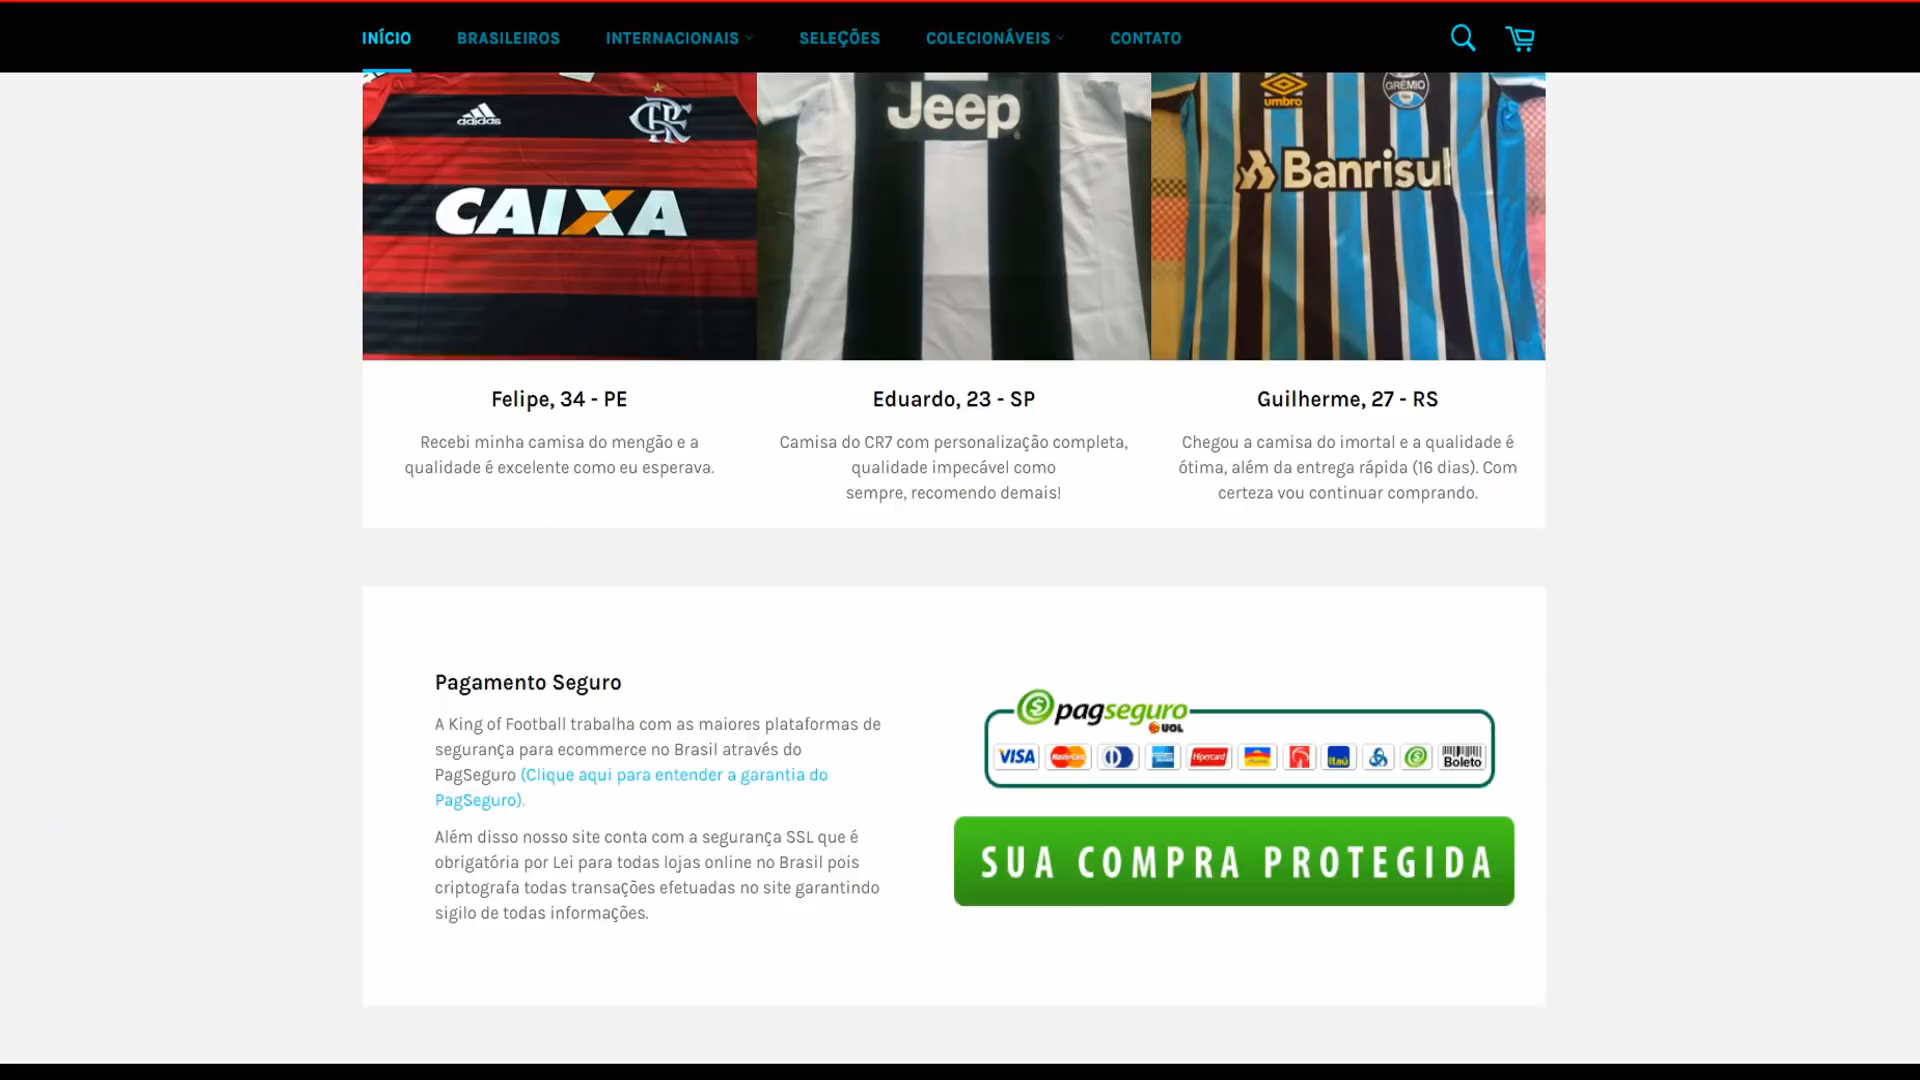 INÍCIO BRASILEIROS INTERNACIONAIS SELEÇÕES COLECIONÁVEIS CONTATO
adidas CRF
CAIXA
Jeep
umbro GRÊMIO
Banrisul
Felipe, 34 - PE
Recebi minha camisa do mengão e a
qualidade é excelente como eu esperava.
Eduardo, 23 - SP
Camisa do CR7 com personalização completa,
qualidade impecável como
sempre, recomendo demais!
Guilherme, 27 - RS
Chegou a camisa do imortal e a qualidade é
ótima, além da entrega rápida (16 dias). Com
certeza vou continuar comprando.
Pagamento Seguro
A King of Football trabalha com as maiores plataformas de
segurança para ecommerce no Brasil através do
PagSeguro (Clique aqui para entender a garantia do
PagSeguro).
Além disso nosso site conta com a segurança SSL que é
obrigatória por Lei para todas lojas online no Brasil pois
criptografa todas transações efetuadas no site garantindo
sigilo de todas informações.
pagseguro
UOL
VISA MasterCard Hipercard Itaú Boleto
SUA COMPRA PROTEGIDA